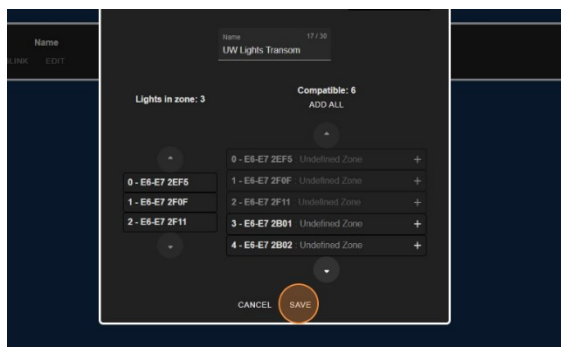 Name
BLINK EDIT
Name 17 / 30
UW Lights Transom
Lights in zone: 3
Compatible: 6
ADD ALL
0 - E6-E7 2EF5
1 - E6-E7 2F0F
2 - E6-E7 2F11
0 - E6-E7 2EF5 : Undefined Zone +
1 - E6-E7 2F0F : Undefined Zone +
2 - E6-E7 2F11 : Undefined Zone +
3 - E6-E7 2B01 : Undefined Zone +
4 - E6-E7 2B02 : Undefined Zone +
CANCEL SAVE